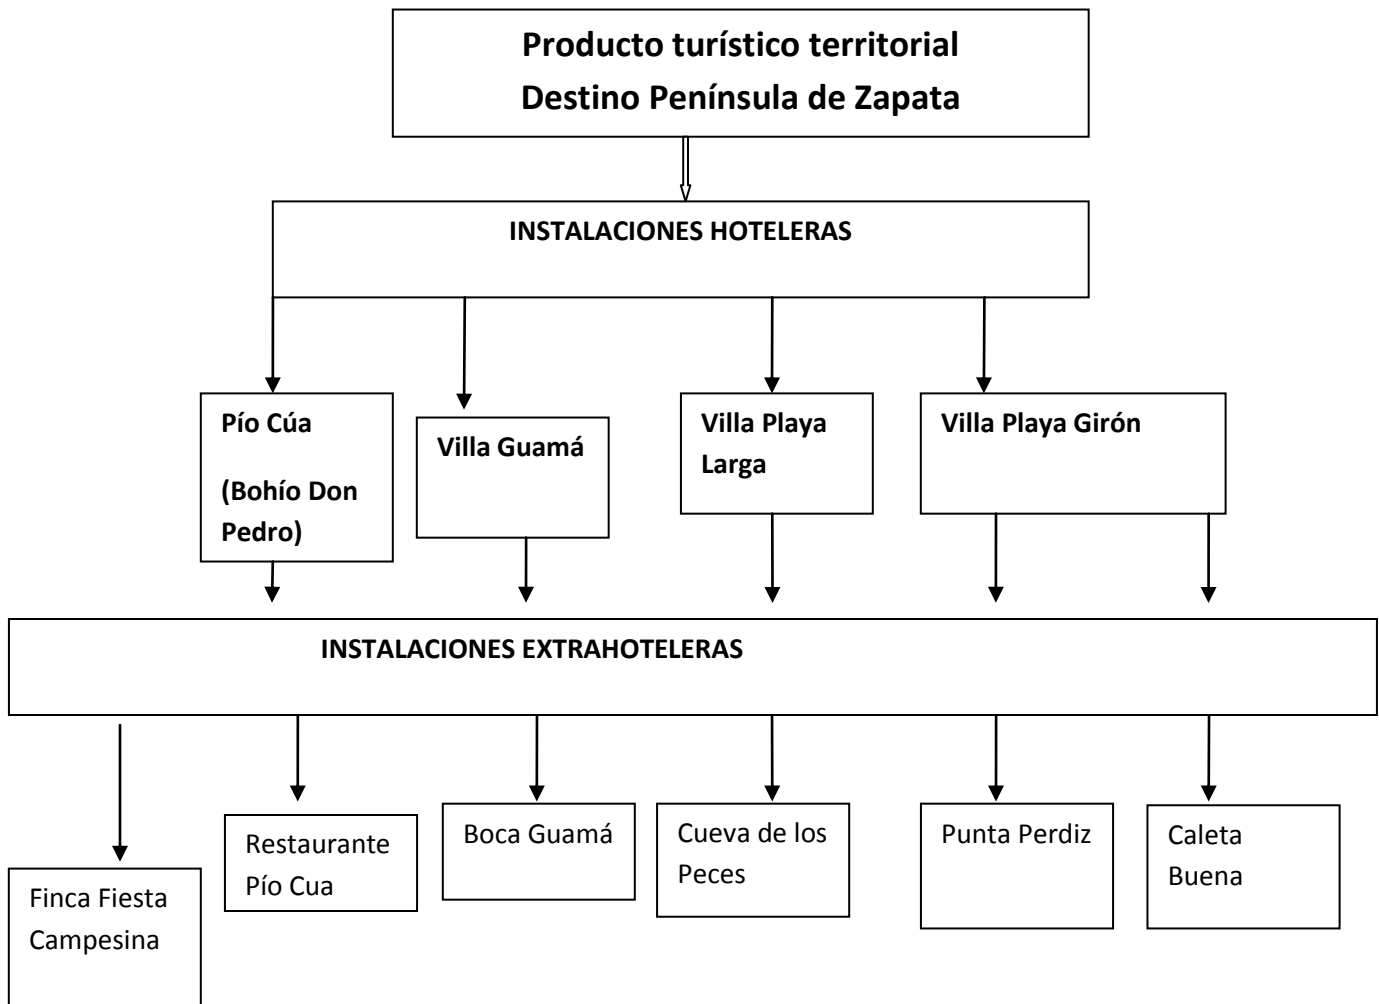 Producto turístico territorial
Destino Península de Zapata
INSTALACIONES HOTELERAS
Pío Cúa
(Bohío Don
Pedro)
Villa Guamá
Villa Playa
Larga
Villa Playa Girón
INSTALACIONES EXTRAHOTELERAS
Finca Fiesta
Campesina
Restaurante
Pío Cua
Boca Guamá
Cueva de los
Peces
Punta Perdiz
Caleta
Buena